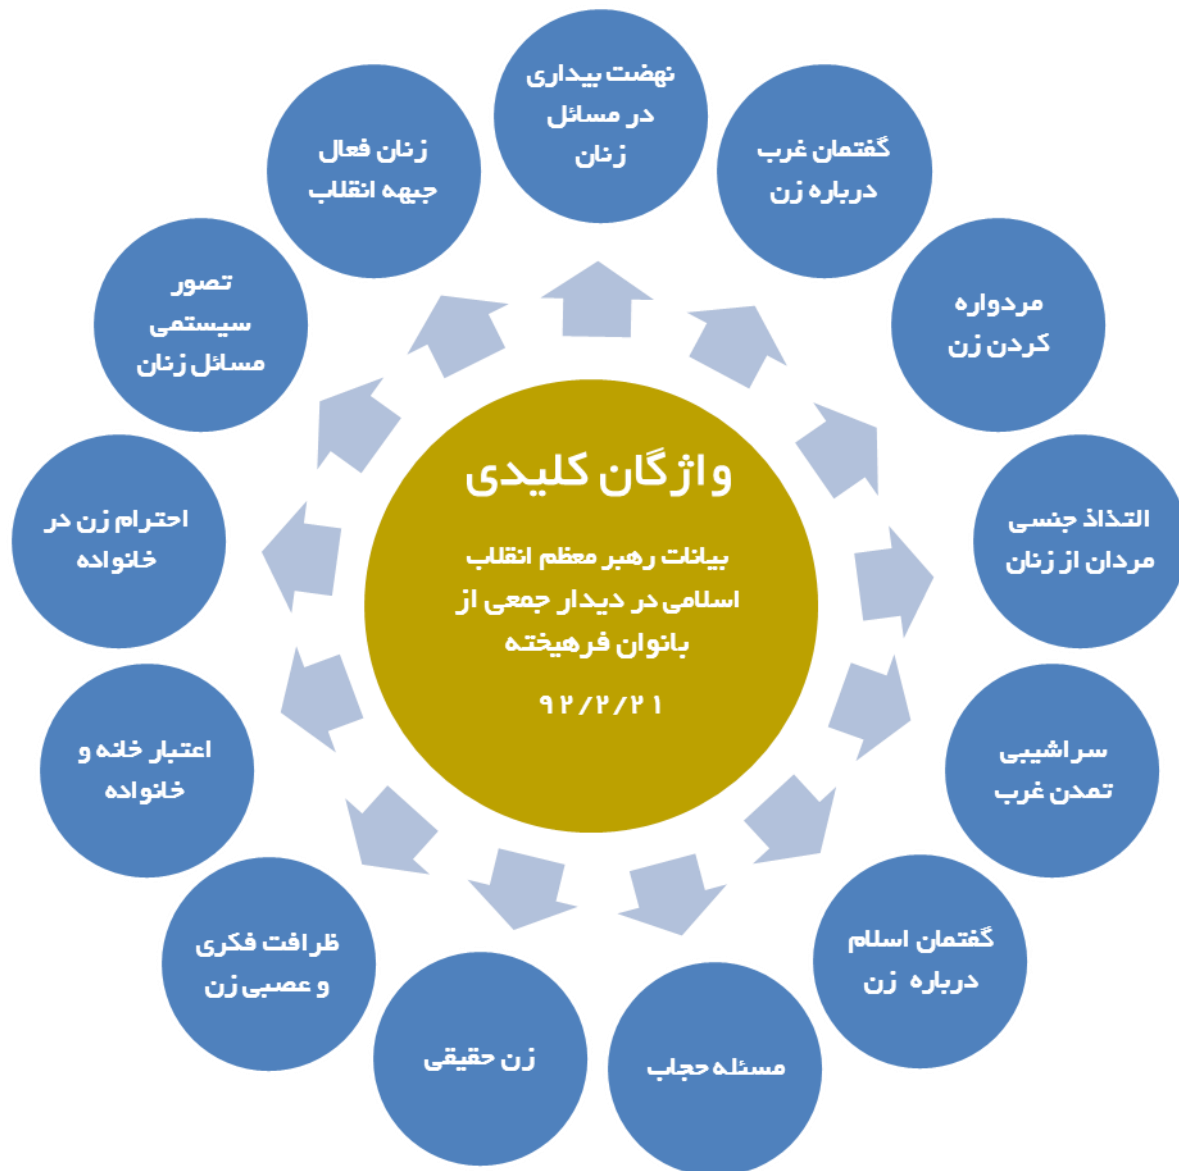 واژگان کلیدی
بیانات رهبر معظم انقلاب
اسلامی در دیدار جمعی از
بانوان فرهیخته
۹۲/۲/۲۱
نهضت بیداری
در مسائل
زنان
گفتمان غرب
درباره زن
مردواره
کردن زن
التذاذ جنسی
مردان از زنان
سراشیبی
تمدن غرب
گفتمان اسلام
درباره زن
مسئله حجاب
زن حقیقی
ظرافت فکری
و عصبی زن
اعتبار خانه و
خانواده
احترام زن در
خانواده
تصور
سیستمی
مسائل زنان
زنان فعال
جبهه انقلاب